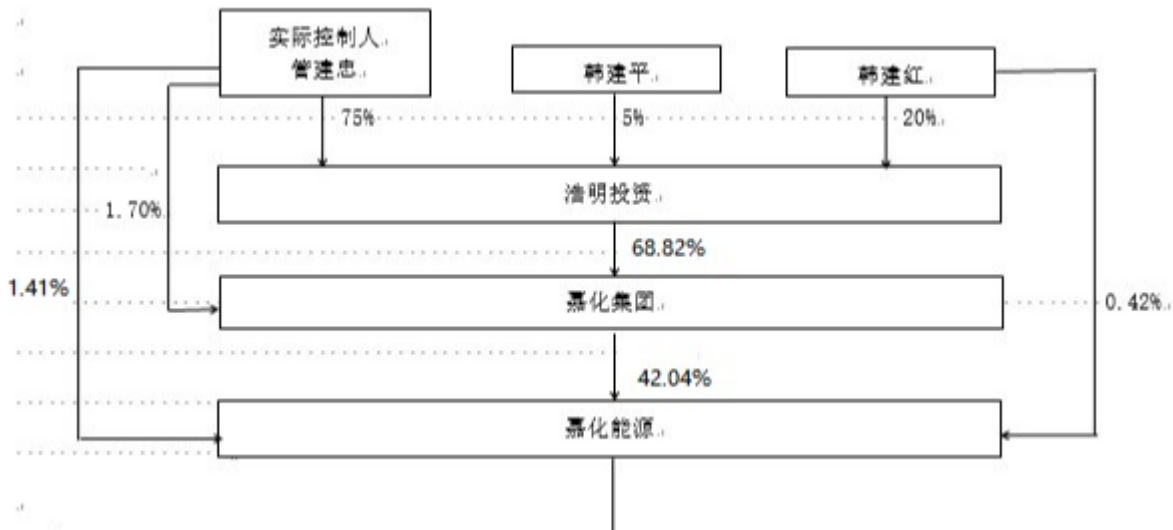 实际控制人
管建忠
韩建平
韩建红
75%
5%
20%
浩明投资
1.70%
68.82%
1.41%
嘉化集团
0.42%
42.04%
嘉化能源